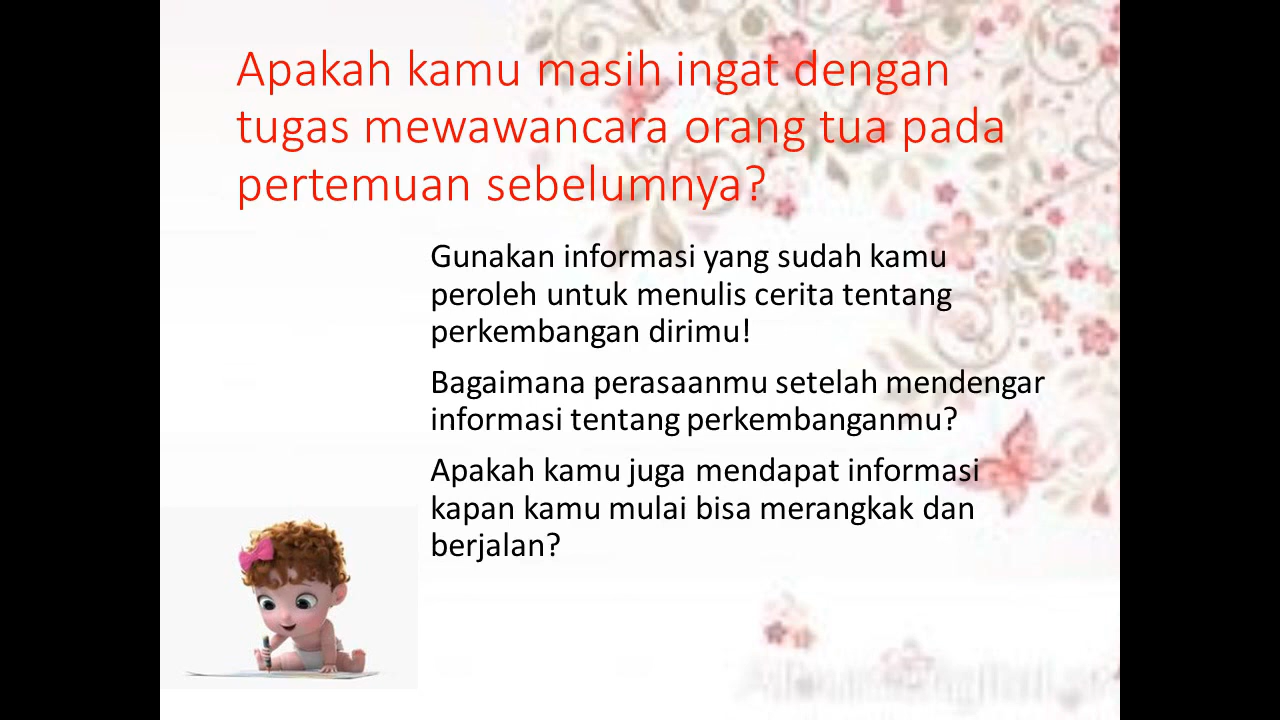 Apakah kamu masih ingat dengan
tugas mewawancara orang tua pada
pertemuan sebelumnya?
Gunakan informasi yang sudah kamu
peroleh untuk menulis cerita tentang
perkembangan dirimu!
Bagaimana perasaanmu setelah mendengar
informasi tentang perkembanganmu?
Apakah kamu juga mendapat informasi
kapan kamu mulai bisa merangkak dan
berjalan?